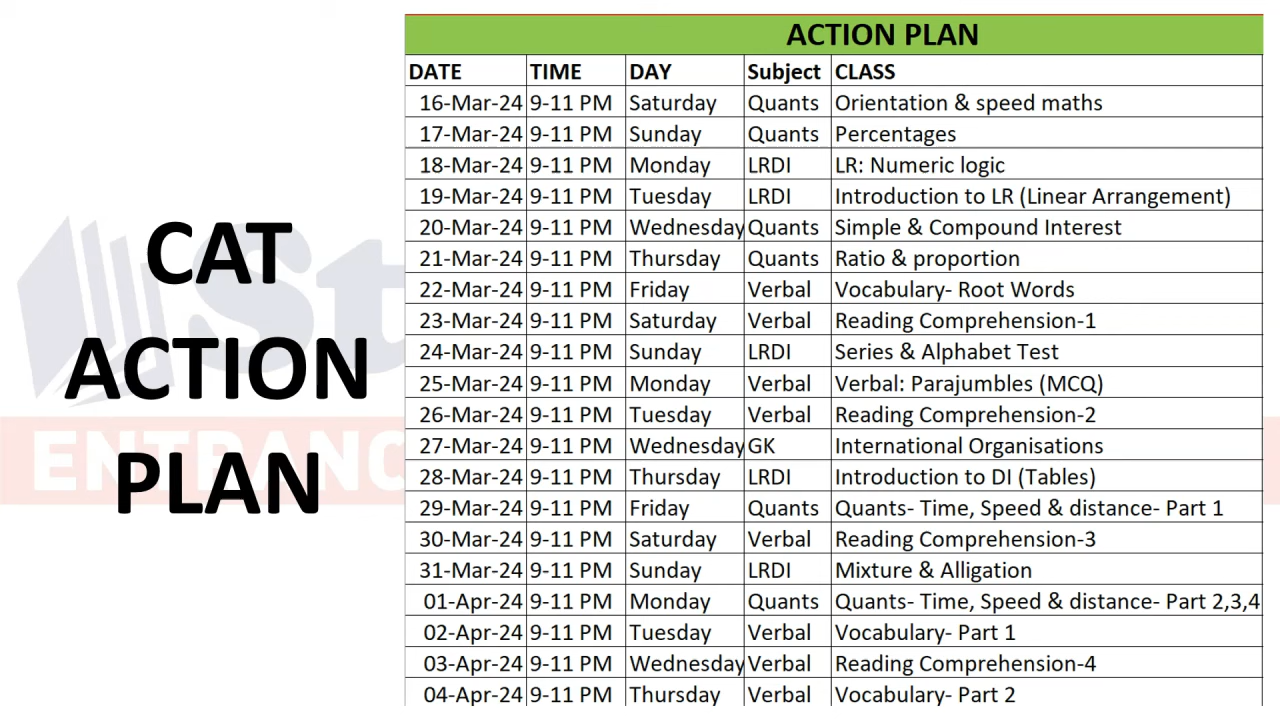 CAT
ACTION
PLAN
St
ENTRANC
ACTION PLAN
DATE TIME DAY Subject CLASS
16-Mar-24 9-11 PM Saturday Quants Orientation & speed maths
17-Mar-24 9-11 PM Sunday Quants Percentages
18-Mar-24 9-11 PM Monday LRDI LR: Numeric logic
19-Mar-24 9-11 PM Tuesday LRDI Introduction to LR (Linear Arrangement)
20-Mar-24 9-11 PM Wednesday Quants Simple & Compound Interest
21-Mar-24 9-11 PM Thursday Quants Ratio & proportion
22-Mar-24 9-11 PM Friday Verbal Vocabulary- Root Words
23-Mar-24 9-11 PM Saturday Verbal Reading Comprehension-1
24-Mar-24 9-11 PM Sunday LRDI Series & Alphabet Test
25-Mar-24 9-11 PM Monday Verbal Verbal: Parajumbles (MCQ)
26-Mar-24 9-11 PM Tuesday Verbal Reading Comprehension-2
27-Mar-24 9-11 PM Wednesday GK International Organisations
28-Mar-24 9-11 PM Thursday LRDI Introduction to DI (Tables)
29-Mar-24 9-11 PM Friday Quants Quants- Time, Speed & distance- Part 1
30-Mar-24 9-11 PM Saturday Verbal Reading Comprehension-3
31-Mar-24 9-11 PM Sunday LRDI Mixture & Alligation
01-Apr-24 9-11 PM Monday Quants Quants- Time, Speed & distance- Part 2,3,4
02-Apr-24 9-11 PM Tuesday Verbal Vocabulary- Part 1
03-Apr-24 9-11 PM Wednesday Verbal Reading Comprehension-4
04-Apr-24 9-11 PM Thursday Verbal Vocabulary- Part 2